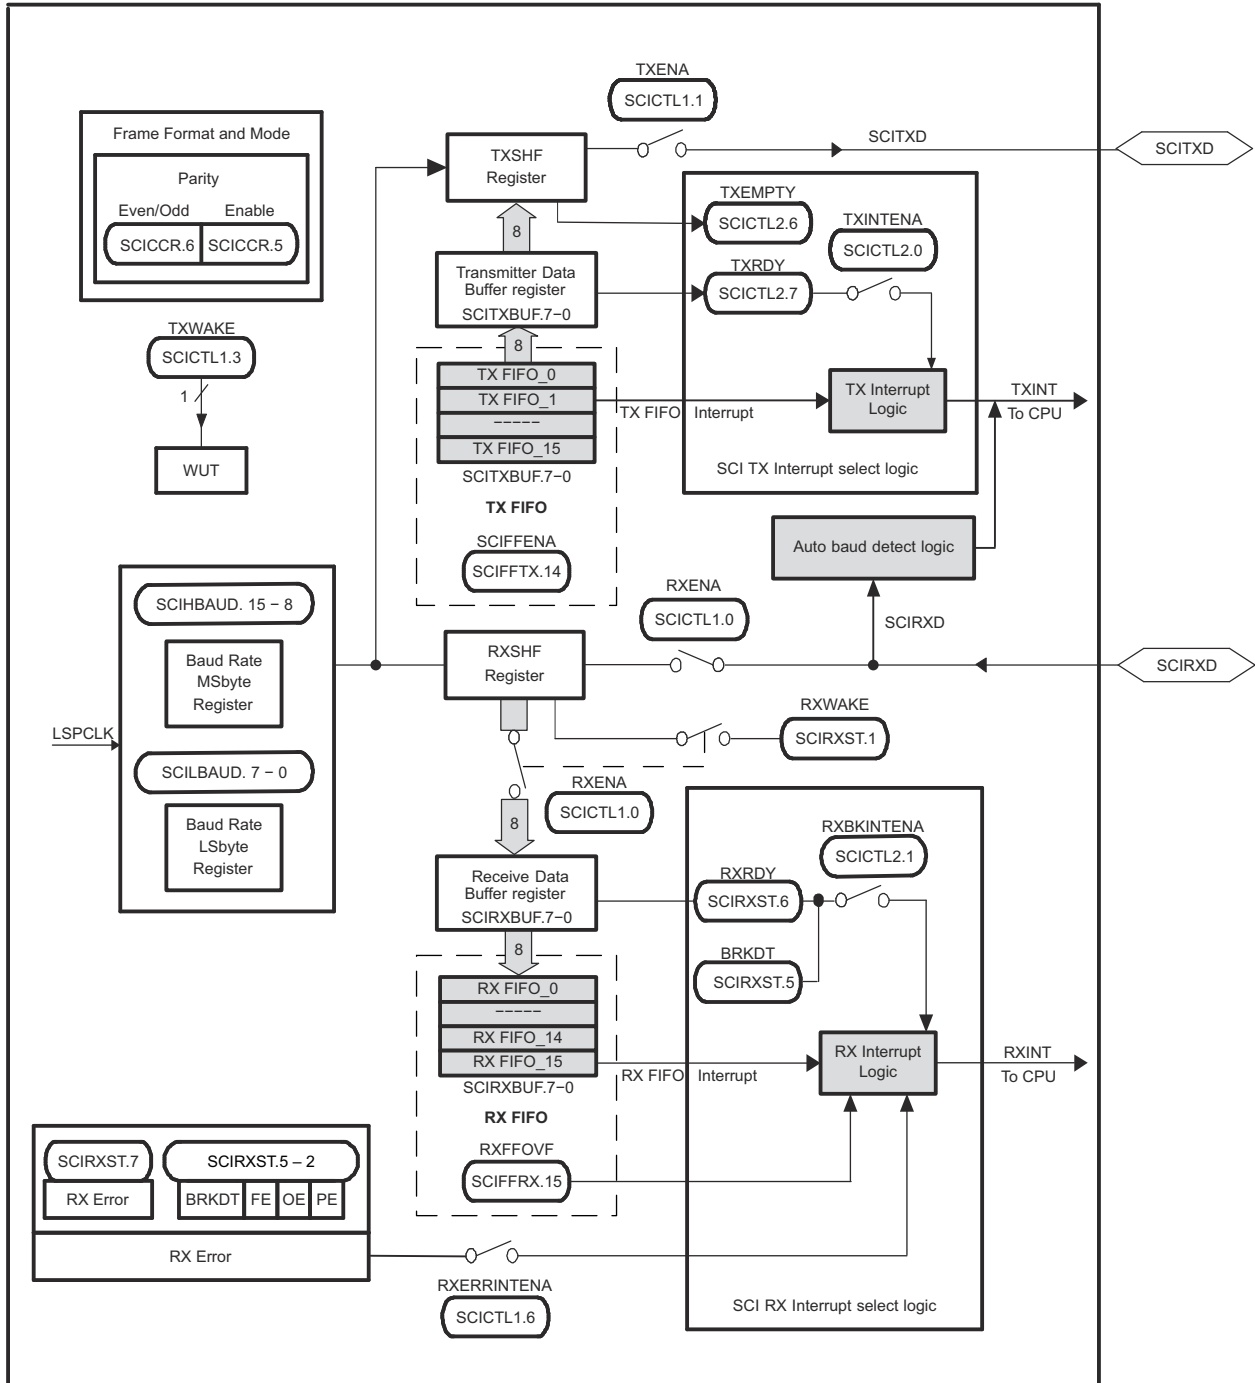 TXENA
SCICTL1.1
Frame Format and Mode
Parity
Even/Odd
Enable
SCICCR.6
SCICCR.5
TXSHF
Register
SCITXD
SCITXD
8
TXEMPTY
SCICTL2.6
TXINTENA
SCICTL2.0
Transmitter Data
Buffer register
SCITXBUF.7−0
TXRDY
SCICTL2.7
TXWAKE
SCICTL1.3
1
WUT
8
TX FIFO_0
TX FIFO_1
−−−−−
TX FIFO_15
SCITXBUF.7−0
TX FIFO
SCIFFENA
SCIFFTX.14
TX FIFO Interrupt
TX Interrupt
Logic
TXINT
To CPU
SCI TX Interrupt select logic
Auto baud detect logic
SCIHBAUD. 15 − 8
Baud Rate
MSbyte
Register
LSPCLK
SCILBAUD. 7 − 0
Baud Rate
LSbyte
Register
RXENA
SCICTL1.0
SCIRXD
SCIRXD
RXSHF
Register
RXWAKE
SCIRXST.1
RXENA
SCICTL1.0
8
Receive Data
Buffer register
SCIRXBUF.7−0
RXBKINTENA
SCICTL2.1
RXRDY
SCIRXST.6
BRKDT
SCIRXST.5
8
RX FIFO_0
−−−−−
RX FIFO_14
RX FIFO_15
SCIRXBUF.7−0
RX FIFO
RXFFOVF
SCIFFRX.15
RX FIFO Interrupt
RX Interrupt
Logic
RXINT
To CPU
SCIRXST.7
SCIRXST.5 – 2
RX Error
BRKDT FE OE PE
RX Error
RXERRINTENA
SCICTL1.6
SCI RX Interrupt select logic